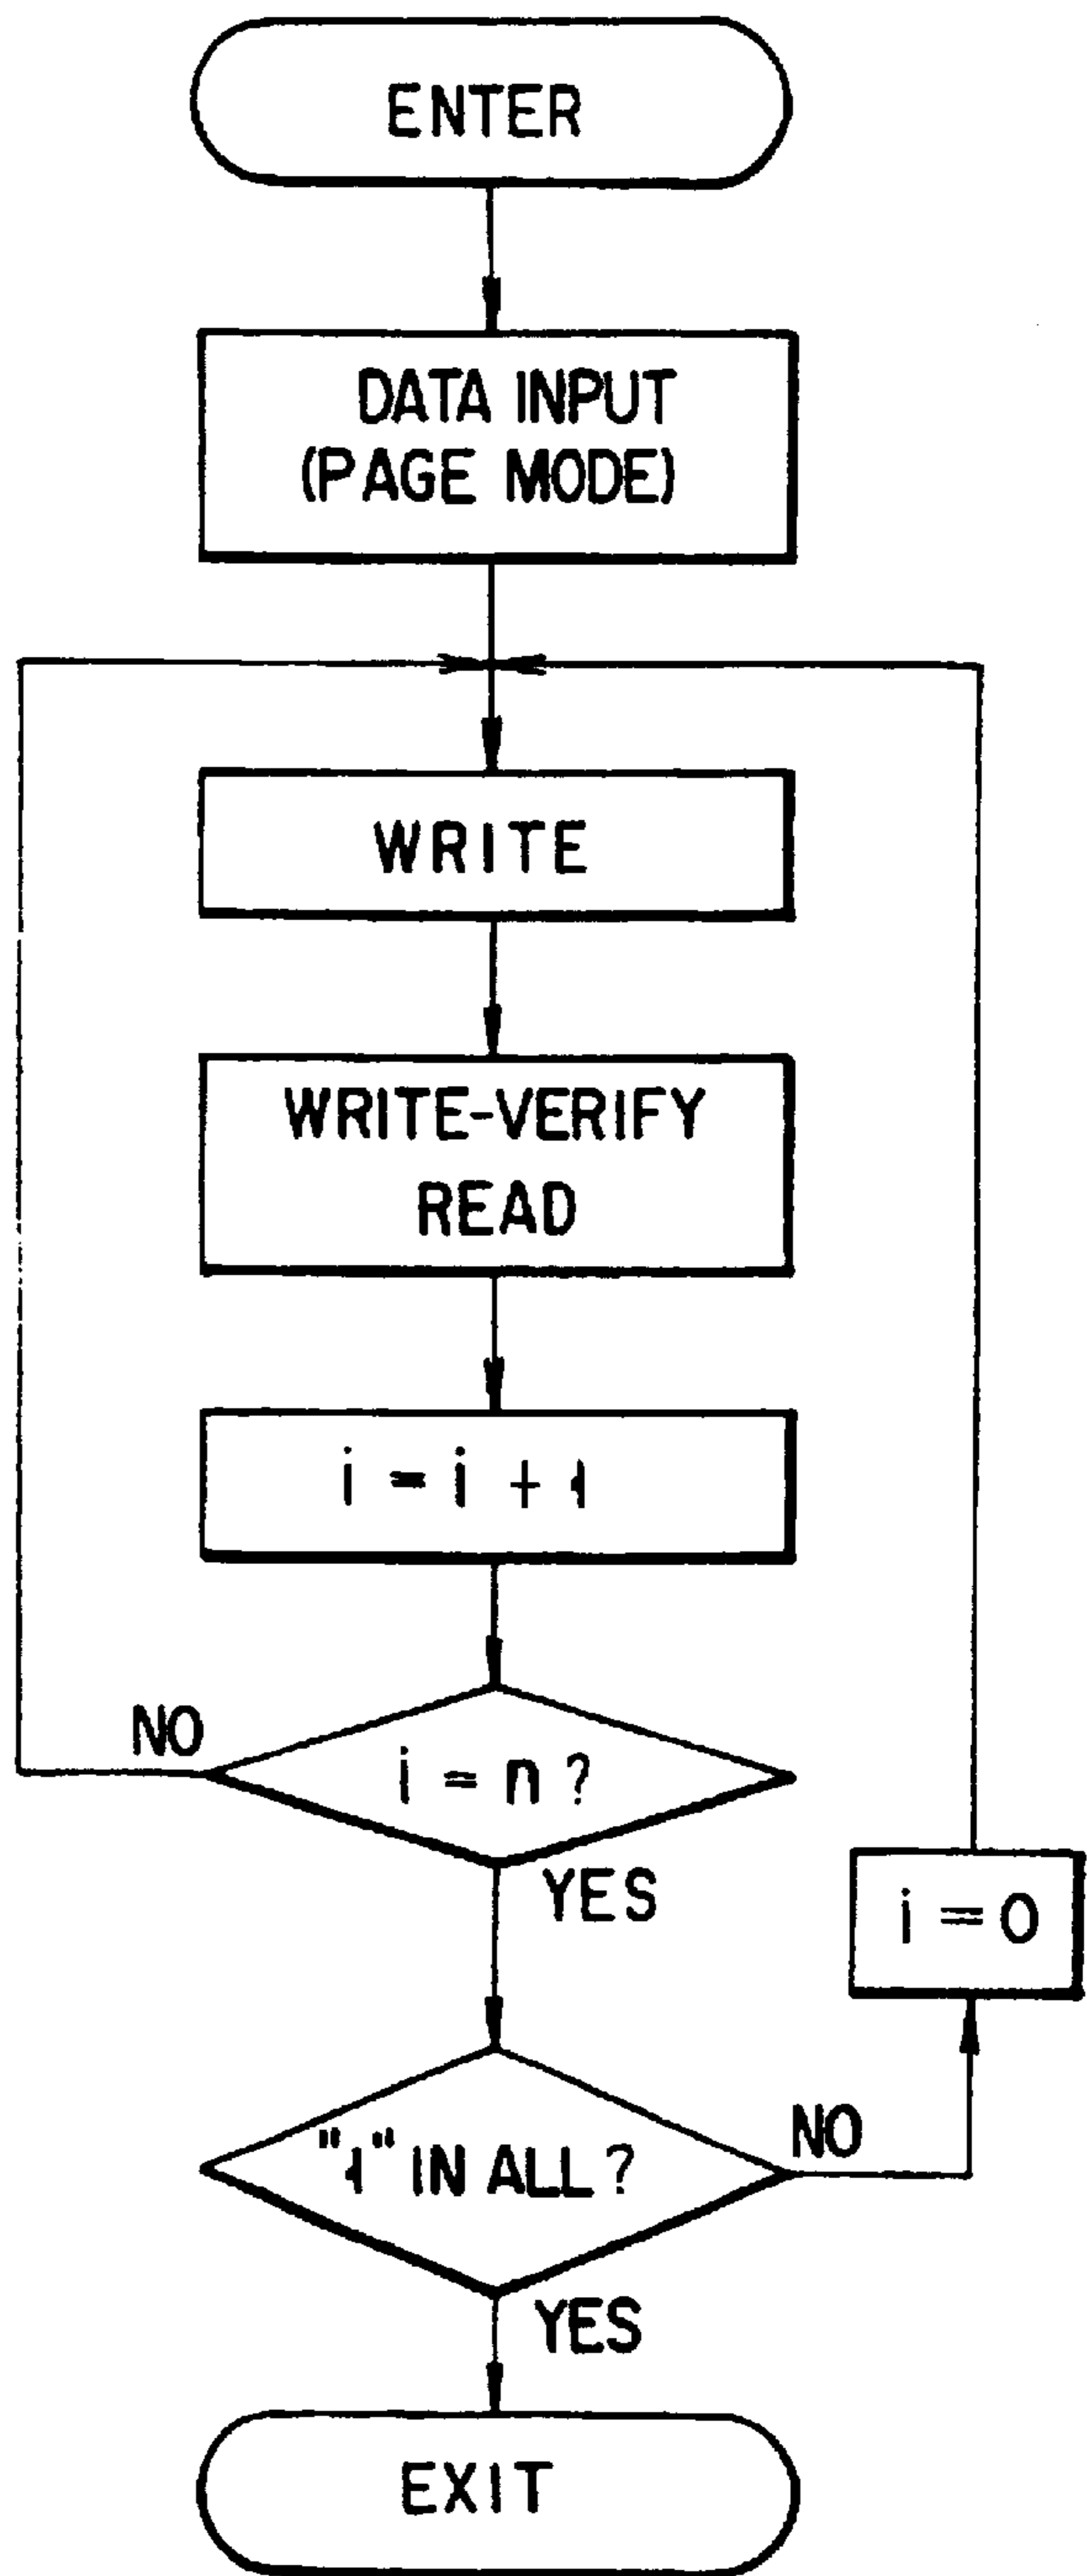 ENTER
DATA INPUT
(PAGE MODE)
WRITE
WRITE-VERIFY
READ
i = i + 1
NO
i = n ?
YES
i = 0
"1" IN ALL ?
NO
YES
EXIT